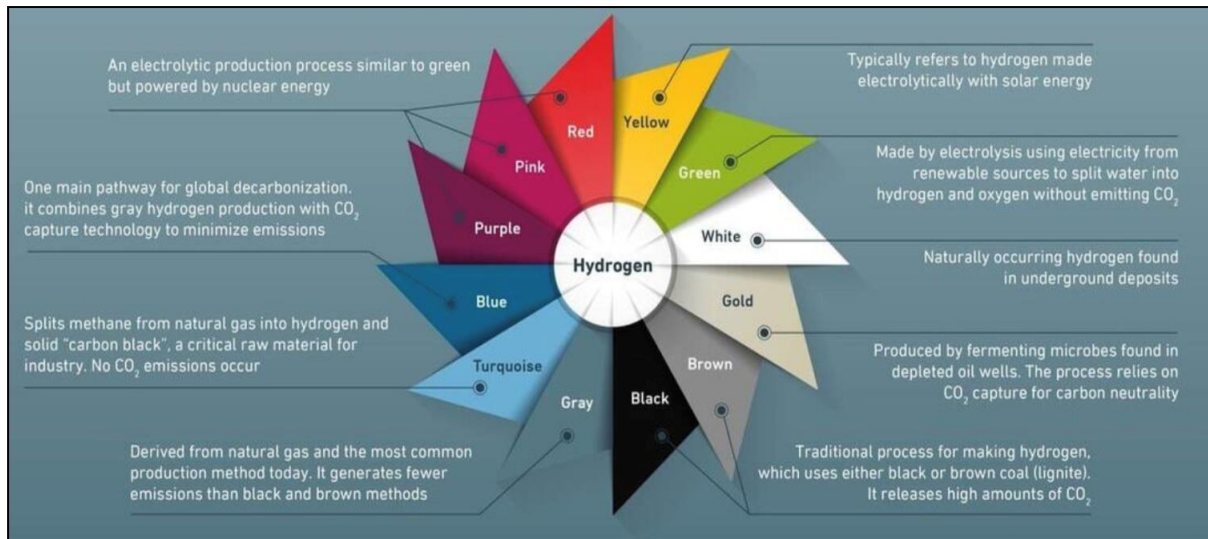 An electrolytic production process similar to green
but powered by nuclear energy
One main pathway for global decarbonization.
it combines gray hydrogen production with CO₂
capture technology to minimize emissions
Splits methane from natural gas into hydrogen and
solid "carbon black", a critical raw material for
industry. No CO₂ emissions occur
Derived from natural gas and the most common
production method today. It generates fewer
emissions than black and brown methods
Red
Yellow
Pink
Green
Purple
White
Hydrogen
Blue
Gold
Turquoise
Brown
Gray
Black
Typically refers to hydrogen made
electrolytically with solar energy
Made by electrolysis using electricity from
renewable sources to split water into
hydrogen and oxygen without emitting CO₂
Naturally occurring hydrogen found
in underground deposits
Produced by fermenting microbes found in
depleted oil wells. The process relies on
CO₂ capture for carbon neutrality
Traditional process for making hydrogen,
which uses either black or brown coal (lignite).
It releases high amounts of CO₂